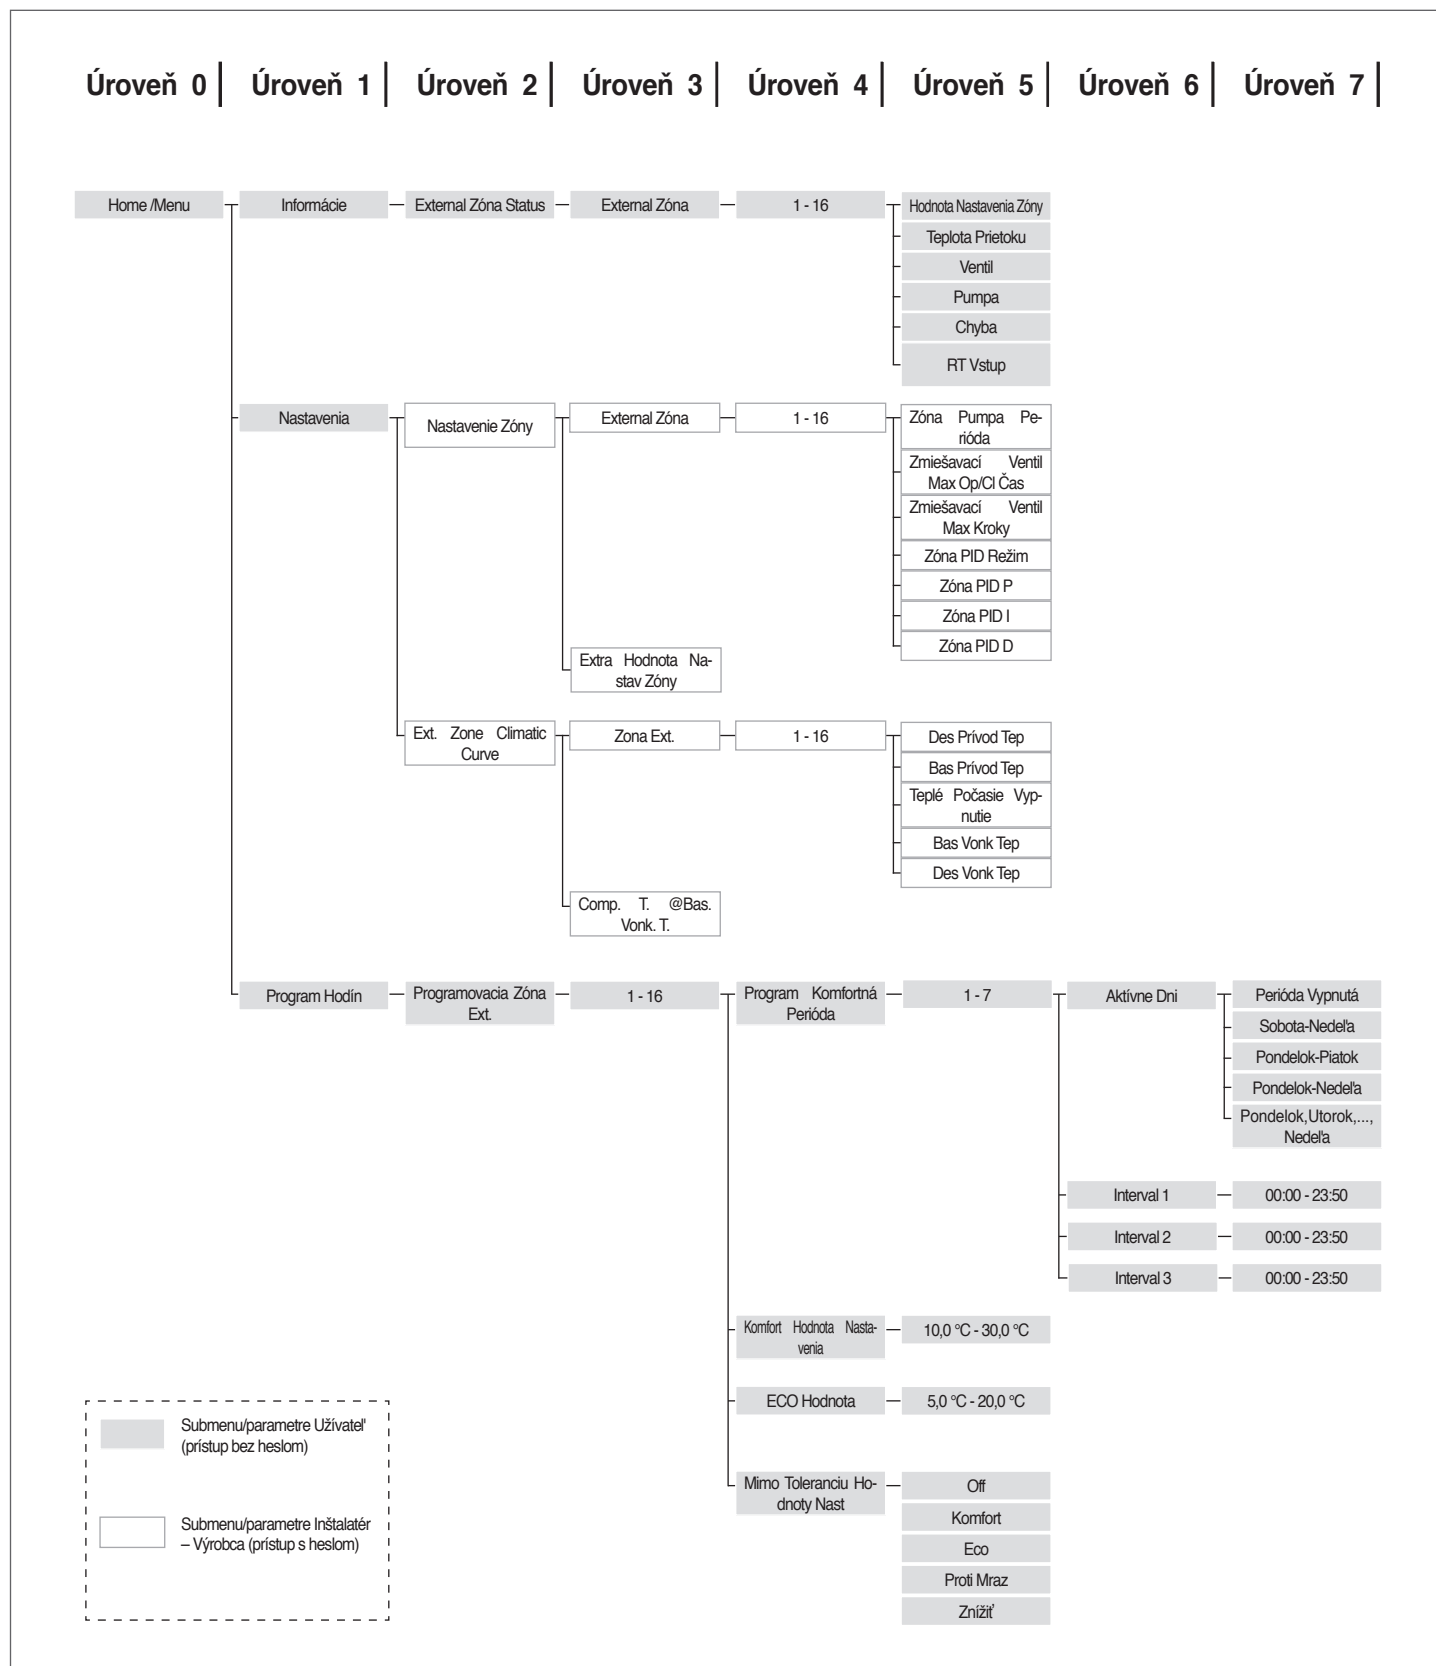 Úroveň 0 Úroveň 1 Úroveň 2 Úroveň 3 Úroveň 4 Úroveň 5 Úroveň 6 Úroveň 7
Home /Menu
Informácie
External Zóna Status
External Zóna
1 - 16
Hodnota Nastavenia Zóny
Teplota Prietoku
Ventil
Pumpa
Chyba
RT Vstup
Nastavenia
Nastavenie Zóny
External Zóna
1 - 16
Zóna Pumpa Pe-
rióda
Zmiešavací Ventil
Max Op/Cl Čas
Zmiešavací Ventil
Max Kroky
Zóna PID Režim
Zóna PID P
Zóna PID I
Zóna PID D
Extra Hodnota Na-
stav Zóny
Ext. Zone Climatic
Curve
Zona Ext.
1 - 16
Des Prívod Tep
Bas Prívod Tep
Teplé Počasie Vyp-
nutie
Bas Vonk Tep
Des Vonk Tep
Comp. T. @Bas.
Vonk. T.
Program Hodín
Programovacia Zóna
Ext.
1 - 16
Program Komfortná
Perióda
1 - 7
Aktívne Dni
Perióda Vypnutá
Sobota-Nedeľa
Pondelok-Piatok
Pondelok-Nedeľa
Pondelok,Utorok,...,
Nedeľa
Interval 1
00:00 - 23:50
Interval 2
00:00 - 23:50
Interval 3
00:00 - 23:50
Komfort Hodnota Nasta-
venia
10,0 °C - 30,0 °C
ECO Hodnota
5,0 °C - 20,0 °C
Mimo Toleranciu Ho-
dnoty Nast
Off
Komfort
Eco
Proti Mraz
Znížiť
Submenu/parametre Užívateľ
(prístup bez heslom)
Submenu/parametre Inštalatér
– Výrobca (prístup s heslom)